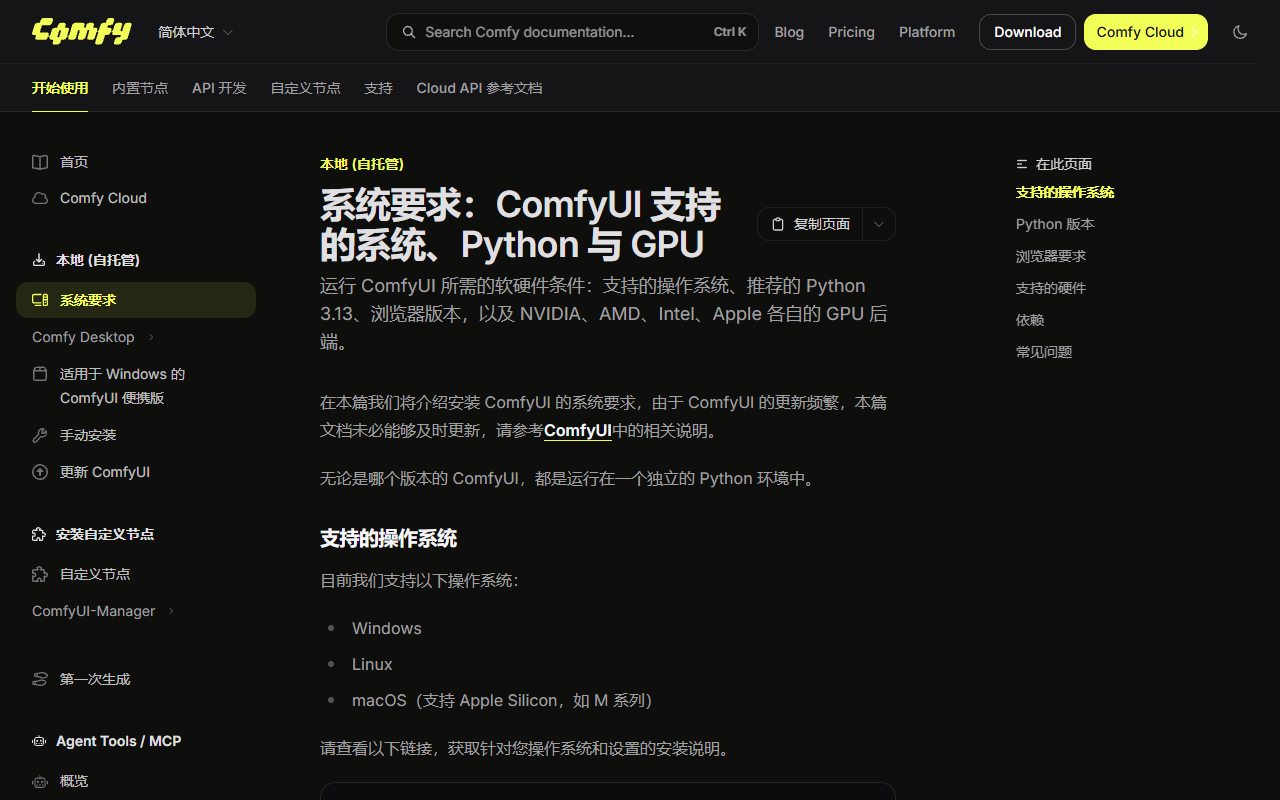 Comfy
简体中文
Search Comfy documentation...
Ctrl K
Blog
Pricing
Platform
Download
Comfy Cloud
开始使用
内置节点
API 开发
自定义节点
支持
Cloud API 参考文档
首页
Comfy Cloud
本地 (自托管)
系统要求
Comfy Desktop
适用于 Windows 的
ComfyUI 便携版
手动安装
更新 ComfyUI
安装自定义节点
自定义节点
ComfyUI-Manager
第一次生成
Agent Tools / MCP
概览
本地 (自托管)
系统要求：ComfyUI 支持
的系统、Python 与 GPU
复制页面
运行 ComfyUI 所需的软硬件条件：支持的操作系统、推荐的 Python
3.13、浏览器版本，以及 NVIDIA、AMD、Intel、Apple 各自的 GPU 后
端。
在本篇我们将介绍安装 ComfyUI 的系统要求，由于 ComfyUI 的更新频繁，本篇
文档未必能够及时更新，请参考ComfyUI中的相关说明。
无论是哪个版本的 ComfyUI，都是运行在一个独立的 Python 环境中。
支持的操作系统
目前我们支持以下操作系统：
Windows
Linux
macOS（支持 Apple Silicon，如 M 系列）
请查看以下链接，获取针对您操作系统和设置的安装说明。
在此页面
支持的操作系统
Python 版本
浏览器要求
支持的硬件
依赖
常见问题